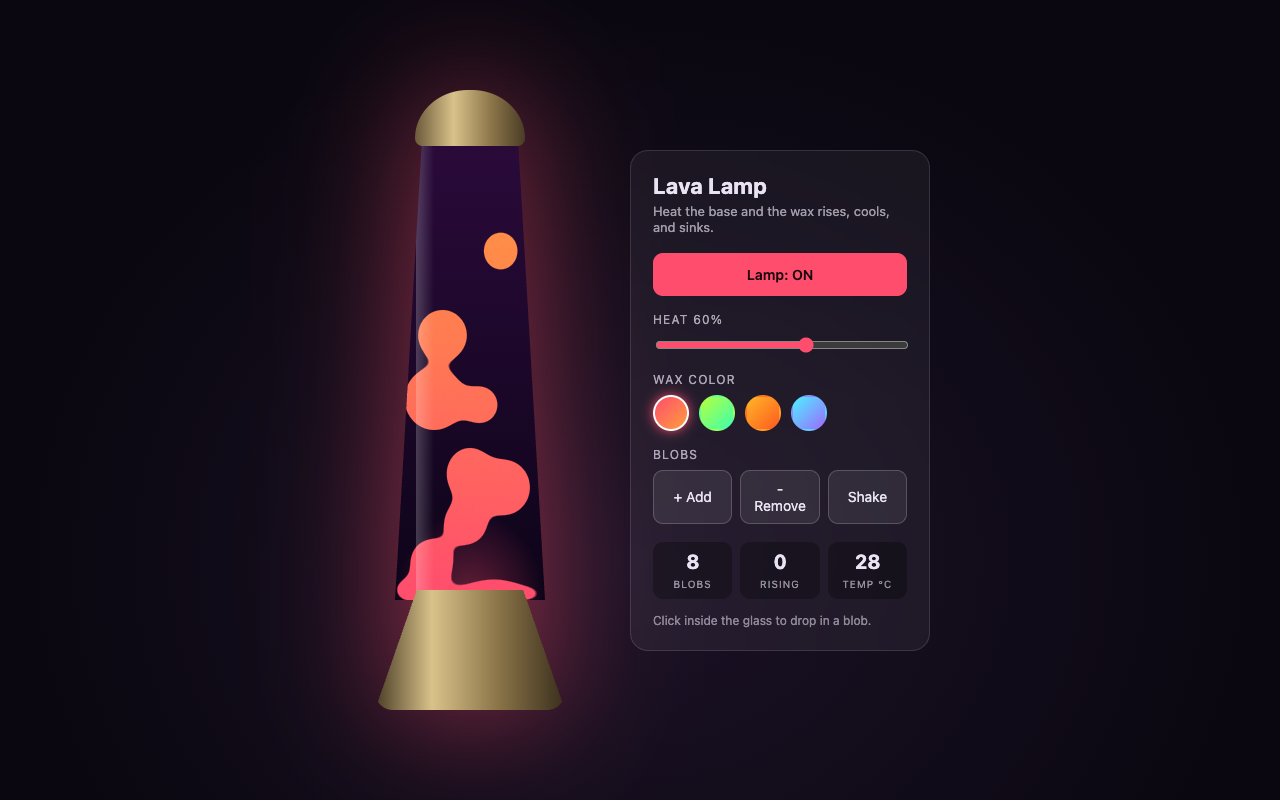 Lava Lamp
Heat the base and the wax rises, cools,
and sinks.
Lamp: ON
HEAT 60%
WAX COLOR
BLOBS
+ Add
-
Remove
Shake
8
BLOBS
0
RISING
28
TEMP °C
Click inside the glass to drop in a blob.